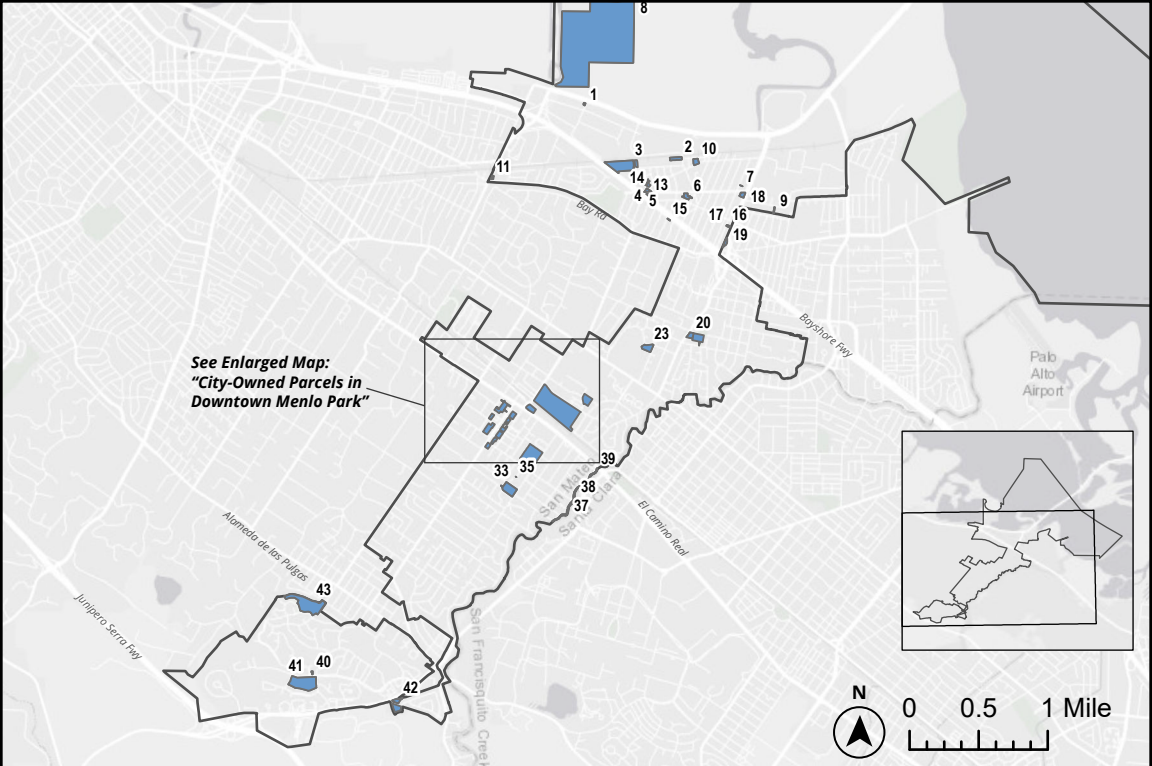 8
1
3
2
10
11
14
13
6
7
4
5
18
9
15
17
16
19
Bay Rd
Bayshore Fwy
23
20
See Enlarged Map:
“City-Owned Parcels in
Downtown Menlo Park”
Palo
Alto
Airport
33
35
39
38
37
San Mateo
Santa Clara
El Camino Real
Alameda de las Pulgas
Junipero Serra Fwy
43
41
40
42
San Francisquito Creek
N
0 0.5 1 Mile